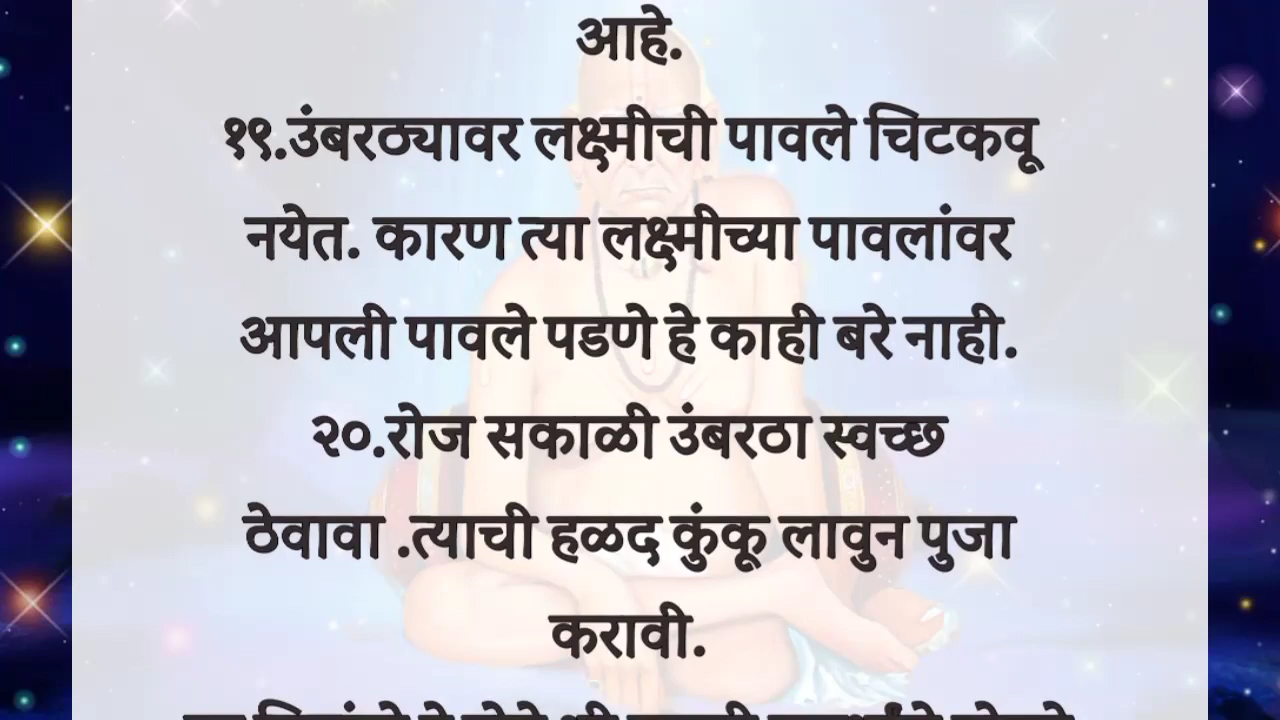 आहे.
१९.उंबरठ्यावर लक्ष्मीची पावले चिटकवू
नयेत. कारण त्या लक्ष्मीच्या पावलांवर
आपली पावले पडणे हे काही बरे नाही.
२०.रोज सकाळी उंबरठा स्वच्छ
ठेवावा .त्याची हळद कुंकू लावुन पुजा
करावी.